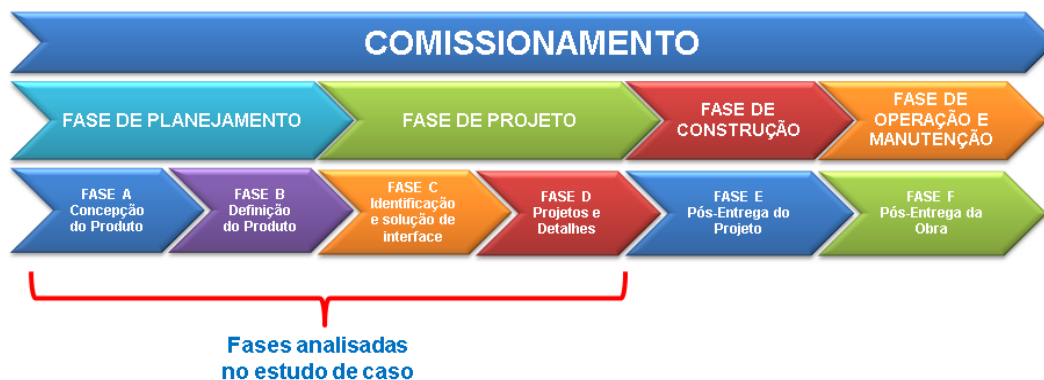 COMISSIONAMENTO
FASE DE PLANEJAMENTO
FASE DE PROJETO
FASE DE
CONSTRUÇÃO
FASE DE
OPERAÇÃO E
MANUTENÇÃO
FASE A
Concepção
do Produto
FASE B
Definição
do Produto
FASE C
Identificação
e solução de
interface
FASE D
Projetos e
Detalhes
FASE E
Pós-Entrega do
Projeto
FASE F
Pós-Entrega da
Obra
Fases analisadas
no estudo de caso